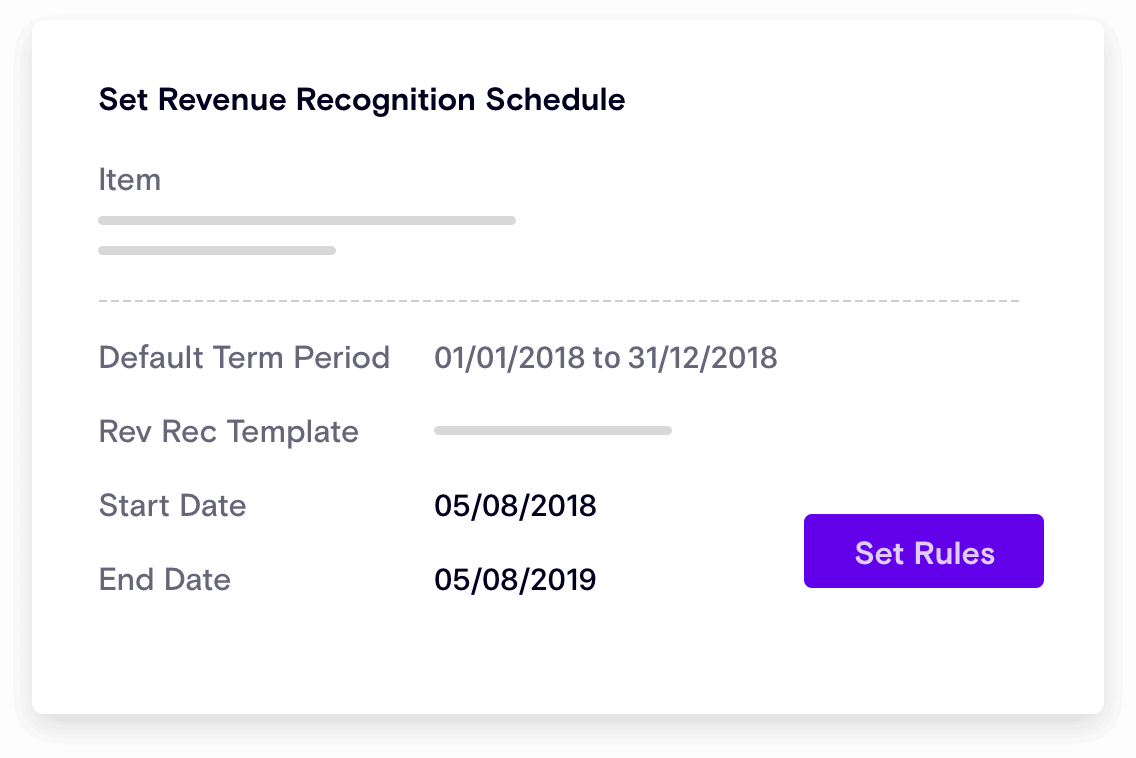 Set Revenue Recognition Schedule
Item
Default Term Period 01/01/2018 to 31/12/2018
Rev Rec Template
Start Date 05/08/2018
End Date 05/08/2019
Set Rules